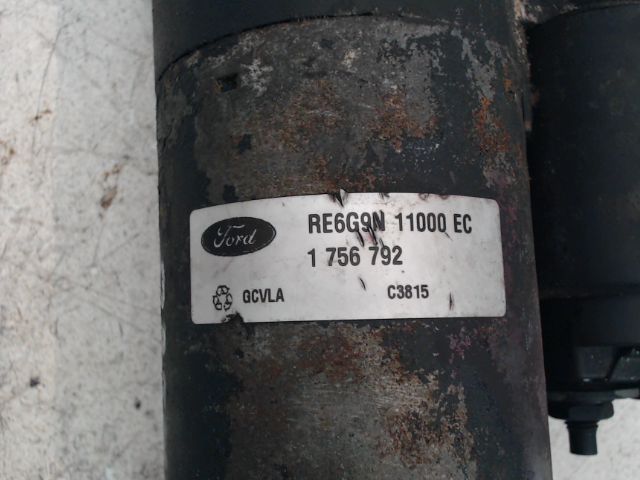 Ford
RE6G9N 11000 EC
1 756 792
GCVLA C3815